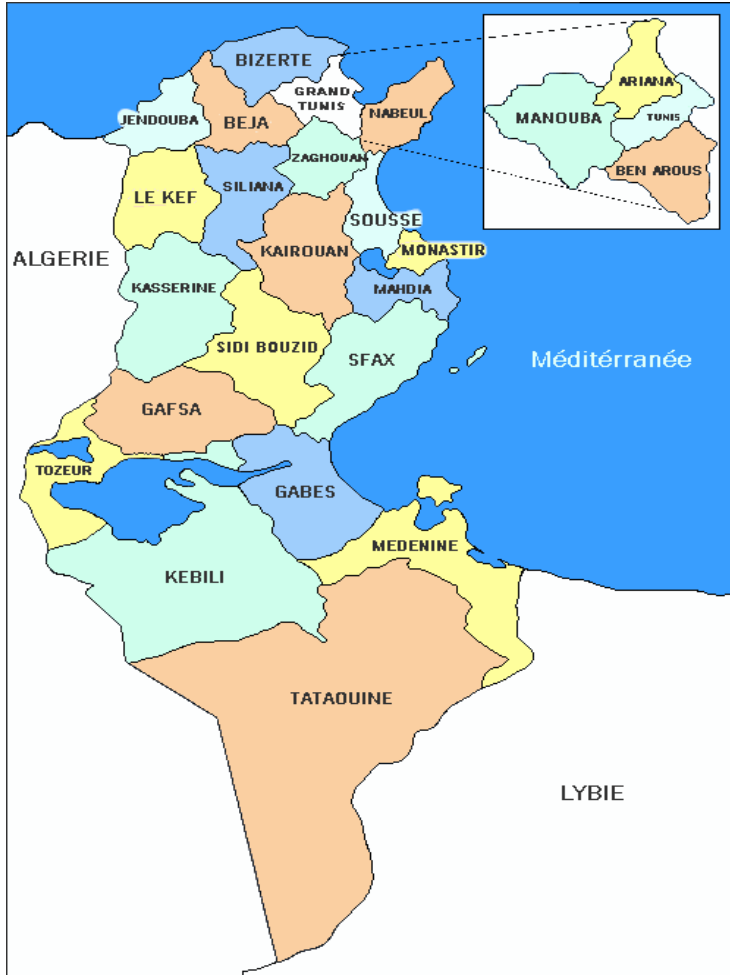 BIZERTE
GRAND
TUNIS
JENDOUBA
BEJA
NABEUL
ZAGHOUAN
LE KEF
SILIANA
SOUSSE
ALGERIE
KAIROUAN
MONASTIR
KASSERINE
MAHDIA
SIDI BOUZID
SFAX
Méditérranée
GAFSA
TOZEUR
GABES
MEDENINE
KEBILI
TATAOUINE
LYBIE
ARIANA
MANOUBA
TUNIS
BEN AROUS